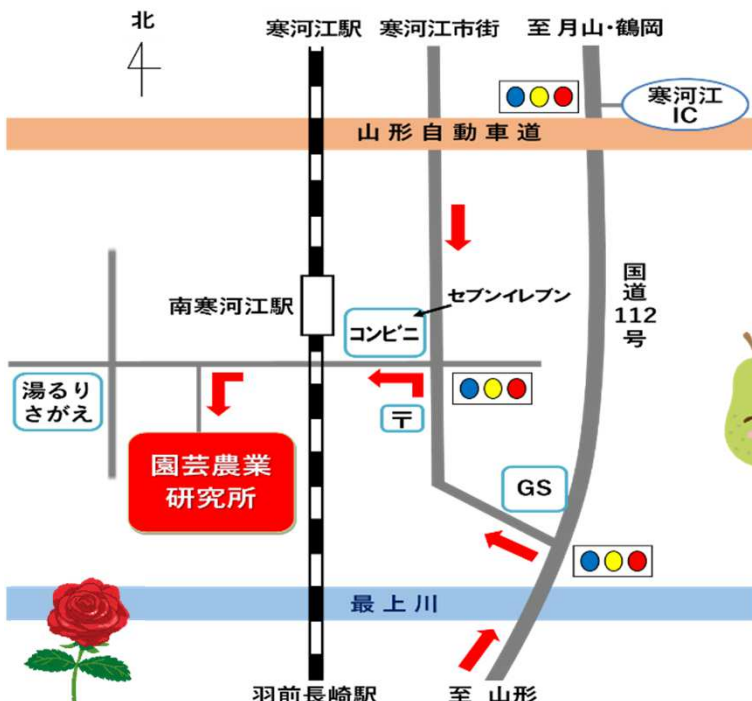 北
寒河江駅
寒河江市街
至 月山・鶴岡
寒河江
IC
山形自動車道
国道
112
号
セブンイレブン
南寒河江駅
コンビニ
湯るり
さがえ
〒
園芸農業
研究所
GS
最上川
羽前長崎駅
至 山形